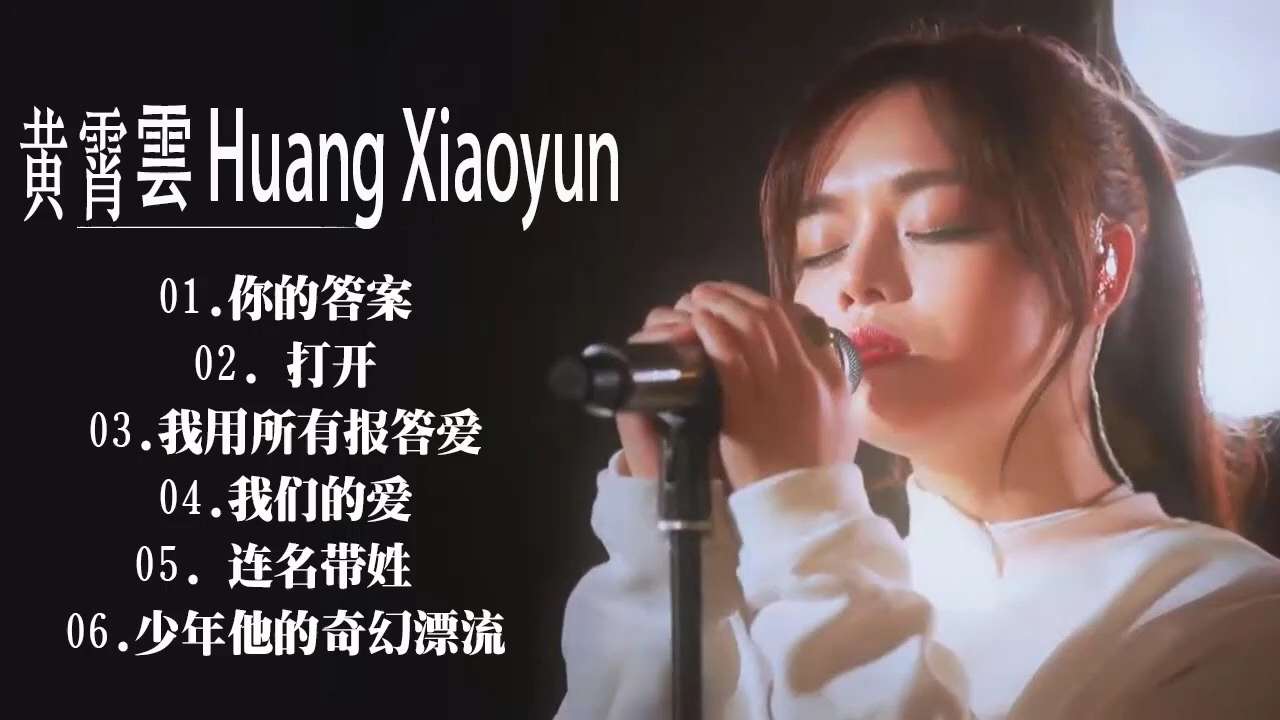 黄霄雲 Huang Xiaoyun
01.你的答案
02. 打开
03.我用所有报答爱
04.我们的爱
05. 连名带姓
06.少年他的奇幻漂流